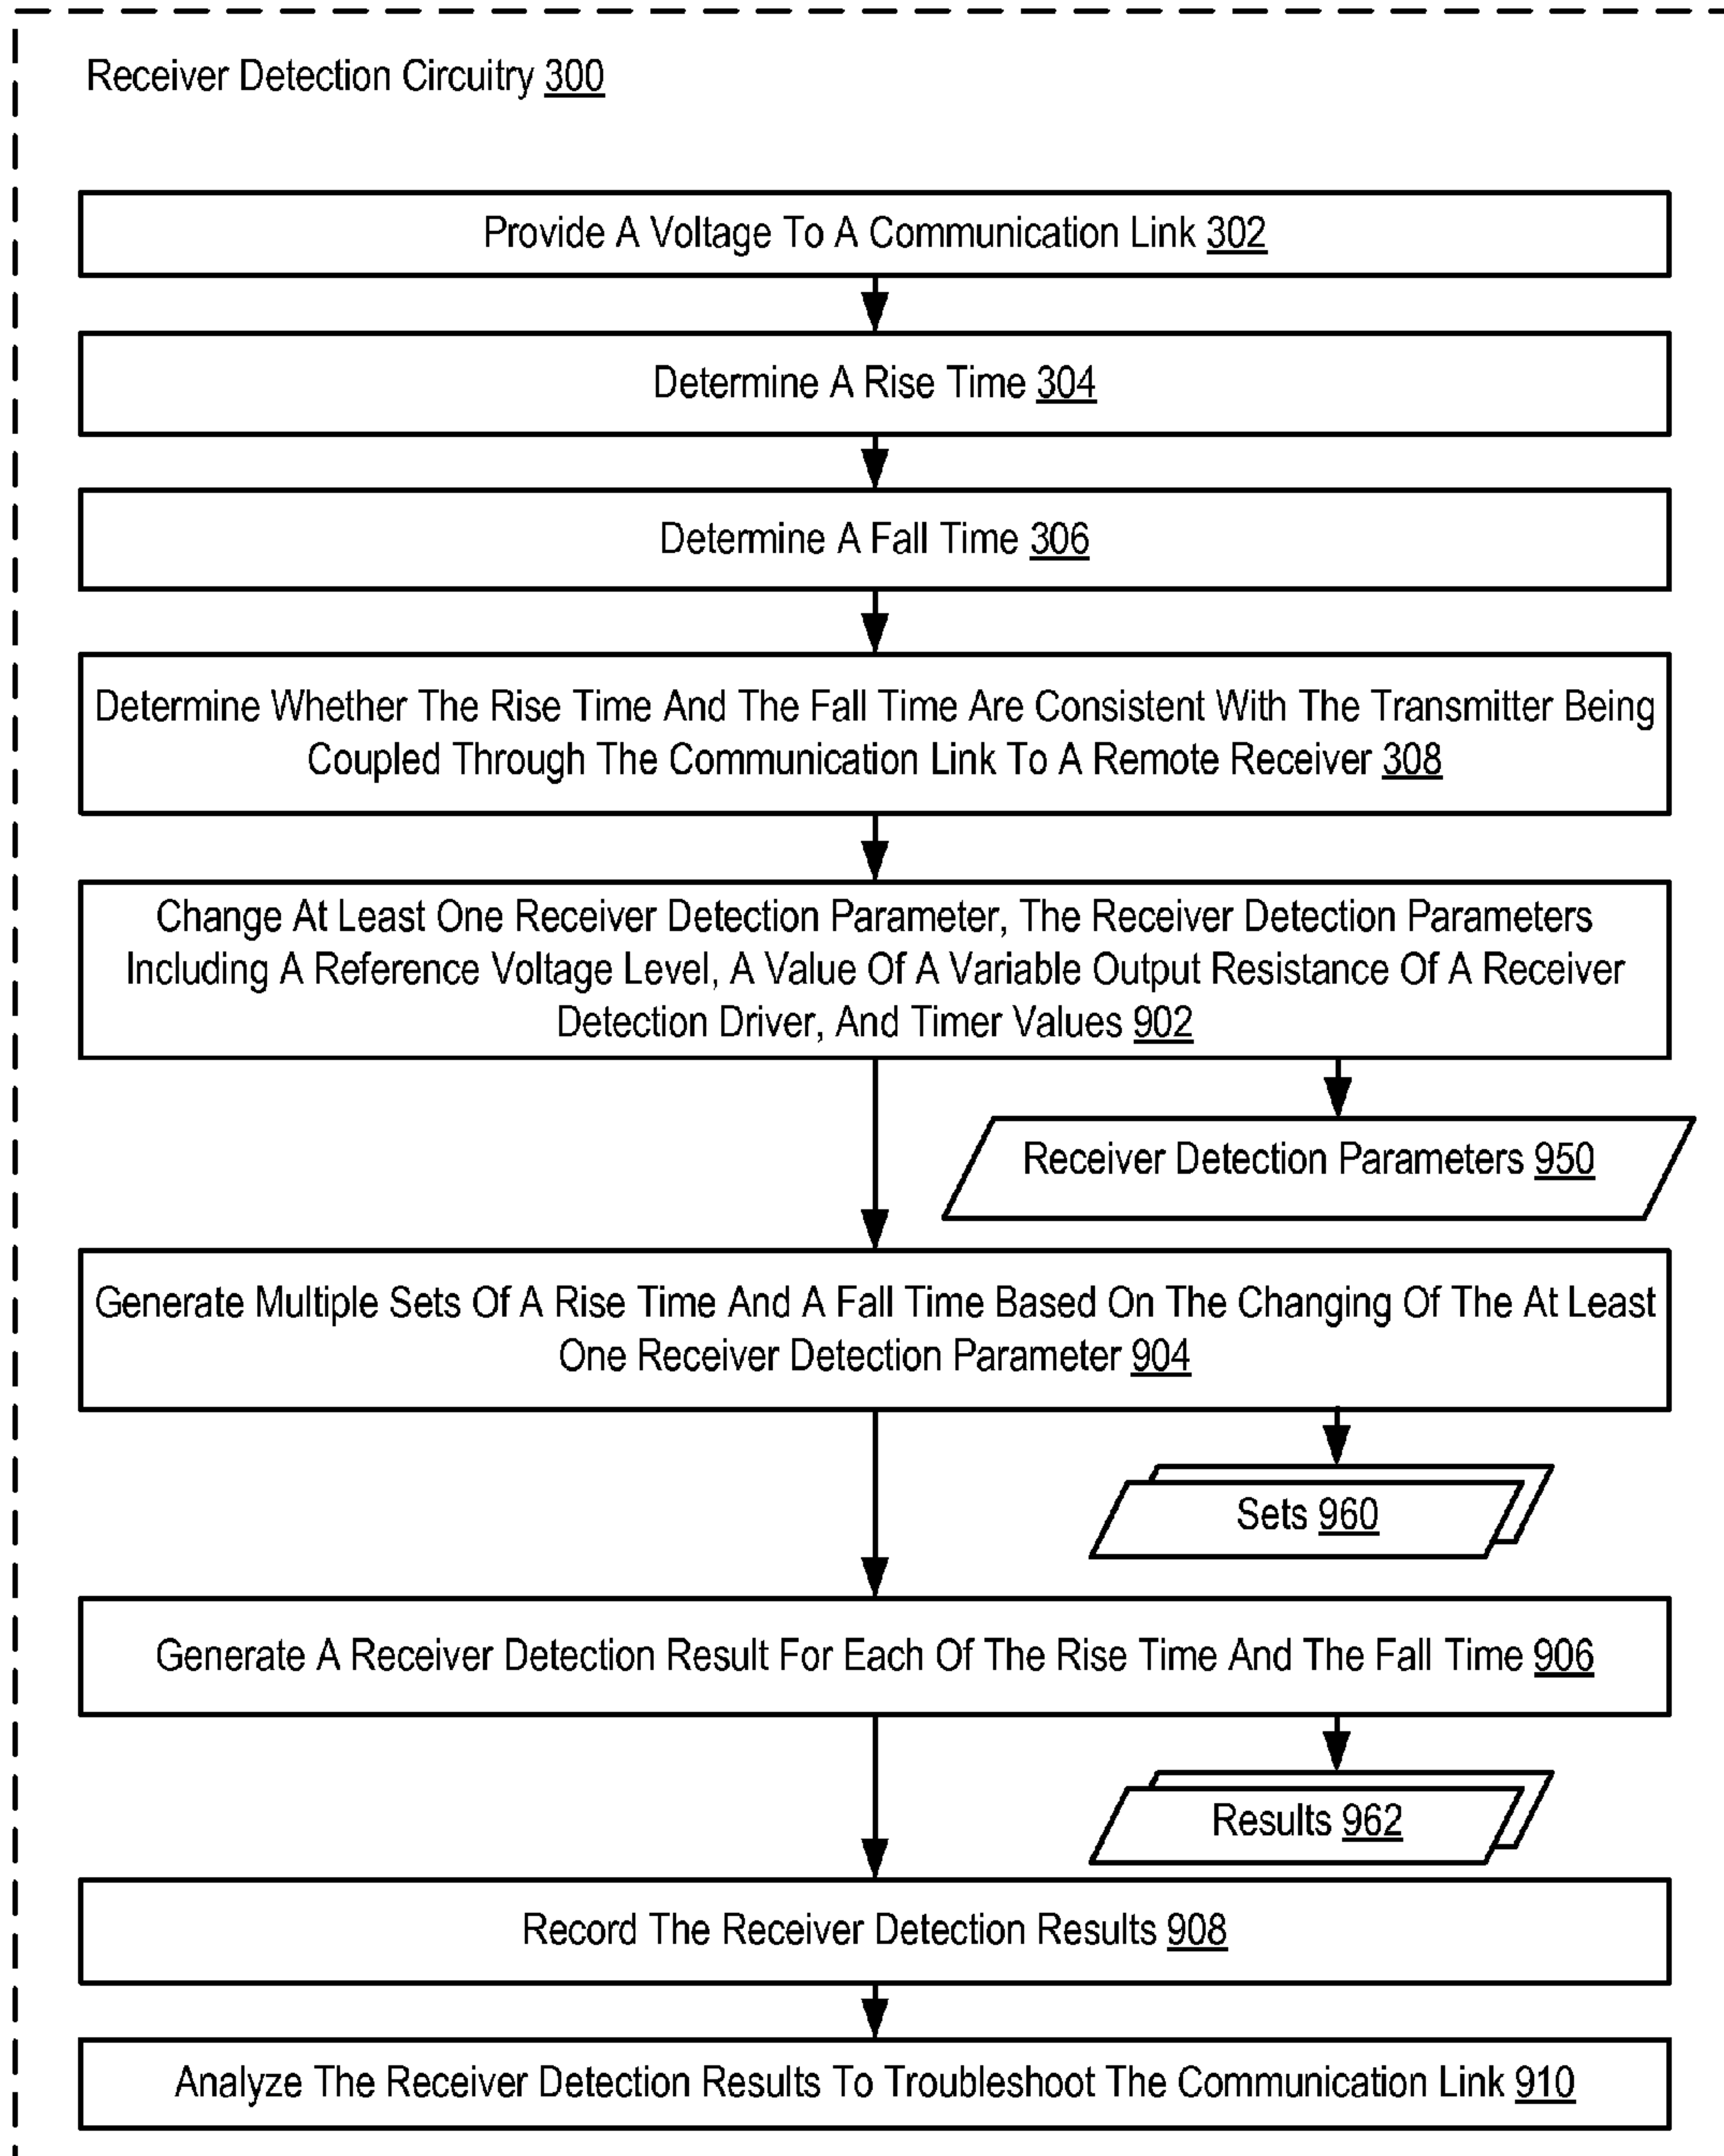 Receiver Detection Circuitry 300
Provide A Voltage To A Communication Link 302
Determine A Rise Time 304
Determine A Fall Time 306
Determine Whether The Rise Time And The Fall Time Are Consistent With The Transmitter Being
Coupled Through The Communication Link To A Remote Receiver 308
Change At Least One Receiver Detection Parameter, The Receiver Detection Parameters
Including A Reference Voltage Level, A Value Of A Variable Output Resistance Of A Receiver
Detection Driver, And Timer Values 902
Receiver Detection Parameters 950
Generate Multiple Sets Of A Rise Time And A Fall Time Based On The Changing Of The At Least
One Receiver Detection Parameter 904
Sets 960
Generate A Receiver Detection Result For Each Of The Rise Time And The Fall Time 906
Results 962
Record The Receiver Detection Results 908
Analyze The Receiver Detection Results To Troubleshoot The Communication Link 910